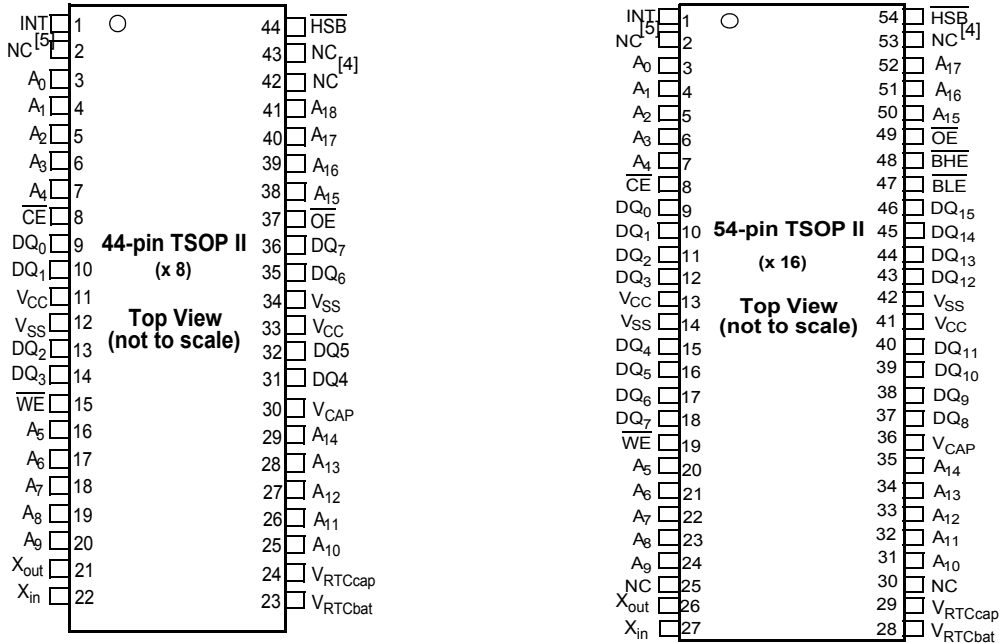 INT 1
NC[5] 2
A0 3
A1 4
A2 5
A3 6
A4 7
CE 8
DQ0 9
DQ1 10
VCC 11
VSS 12
DQ2 13
DQ3 14
WE 15
A5 16
A6 17
A7 18
A8 19
A9 20
Xout 21
Xin 22
44-pin TSOP II
(x 8)
Top View
(not to scale)
44 HSB
43 NC
[4]
42 NC
41 A18
40 A17
39 A16
38 A15
37 OE
36 DQ7
35 DQ6
34 VSS
33 VCC
32 DQ5
31 DQ4
30 VCAP
29 A14
28 A13
27 A12
26 A11
25 A10
24 VRTCcap
23 VRTCbat
INT 1
[5]
NC 2
A0 3
A1 4
A2 5
A3 6
A4 7
CE 8
DQ0 9
DQ1 10
DQ2 11
DQ3 12
VCC 13
VSS 14
DQ4 15
DQ5 16
DQ6 17
DQ7 18
WE 19
A5 20
A6 21
A7 22
A8 23
A9 24
NC 25
Xout 26
Xin 27
54-pin TSOP II
(x 16)
Top View
(not to scale)
54 HSB
53 NC[4]
52 A17
51 A16
50 A15
49 OE
48 BHE
47 BLE
46 DQ15
45 DQ14
44 DQ13
43 DQ12
42 VSS
41 VCC
40 DQ11
39 DQ10
38 DQ9
37 DQ8
36 VCAP
35 A14
34 A13
33 A12
32 A11
31 A10
30 NC
29 VRTCcap
28 VRTCbat